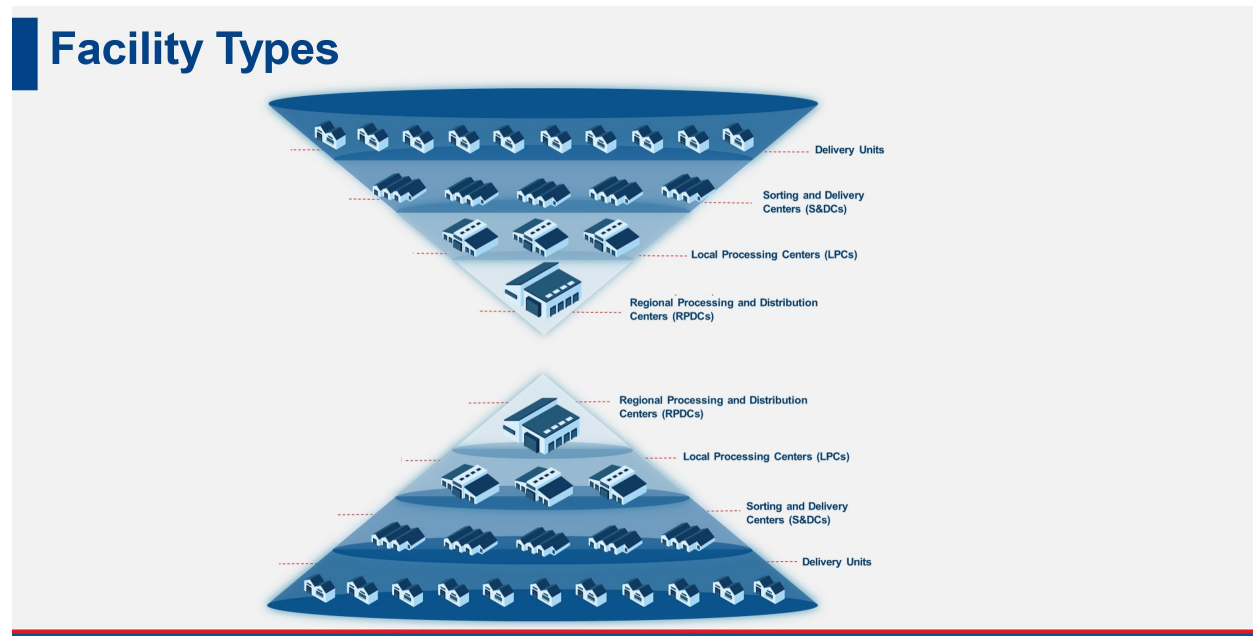 Facility Types
Delivery Units
Sorting and Delivery
Centers (S&DCs)
Local Processing Centers (LPCs)
Regional Processing and Distribution
Centers (RPDCs)
Regional Processing and Distribution
Centers (RPDCs)
Local Processing Centers (LPCs)
Sorting and Delivery
Centers (S&DCs)
Delivery Units